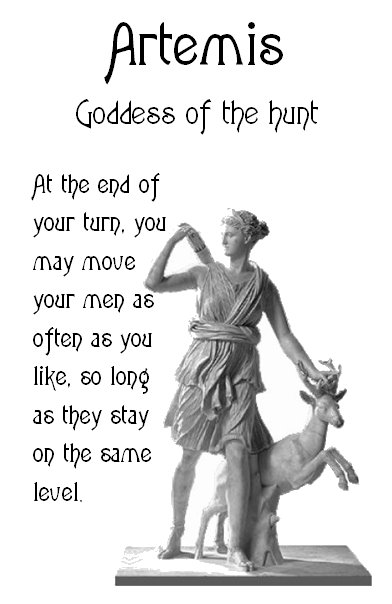 Artemis
Goddess of the hunt
At the end of
your turn, you
may move
your men as
often as you
like, so long
as they stay
on the same
level.